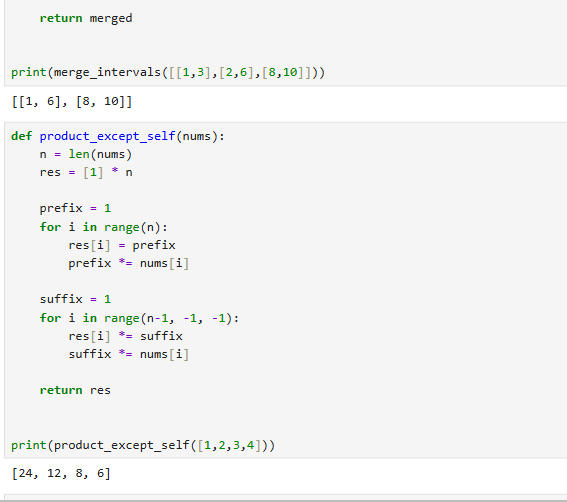 return merged
print(merge_intervals([[1,3],[2,6],[8,10]]))
[[1, 6], [8, 10]]
def product_except_self(nums):
    n = len(nums)
    res = [1] * n
    prefix = 1
    for i in range(n):
        res[i] = prefix
        prefix *= nums[i]
    suffix = 1
    for i in range(n-1, -1, -1):
        res[i] *= suffix
        suffix *= nums[i]
    return res
print(product_except_self([1,2,3,4]))
[24, 12, 8, 6]